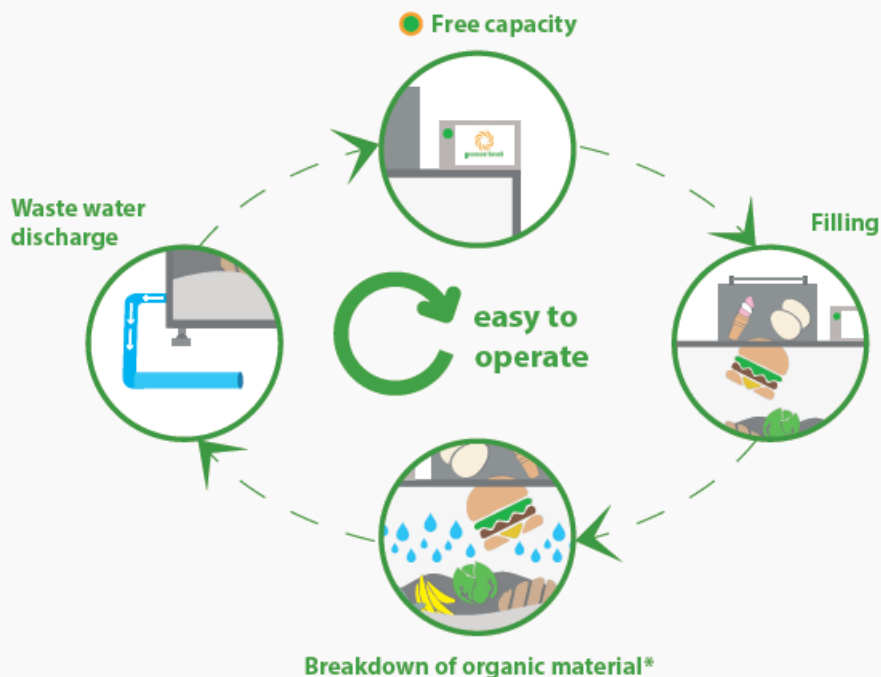 Free capacity
Waste water
discharge
Filling
easy to
operate
Breakdown of organic material*